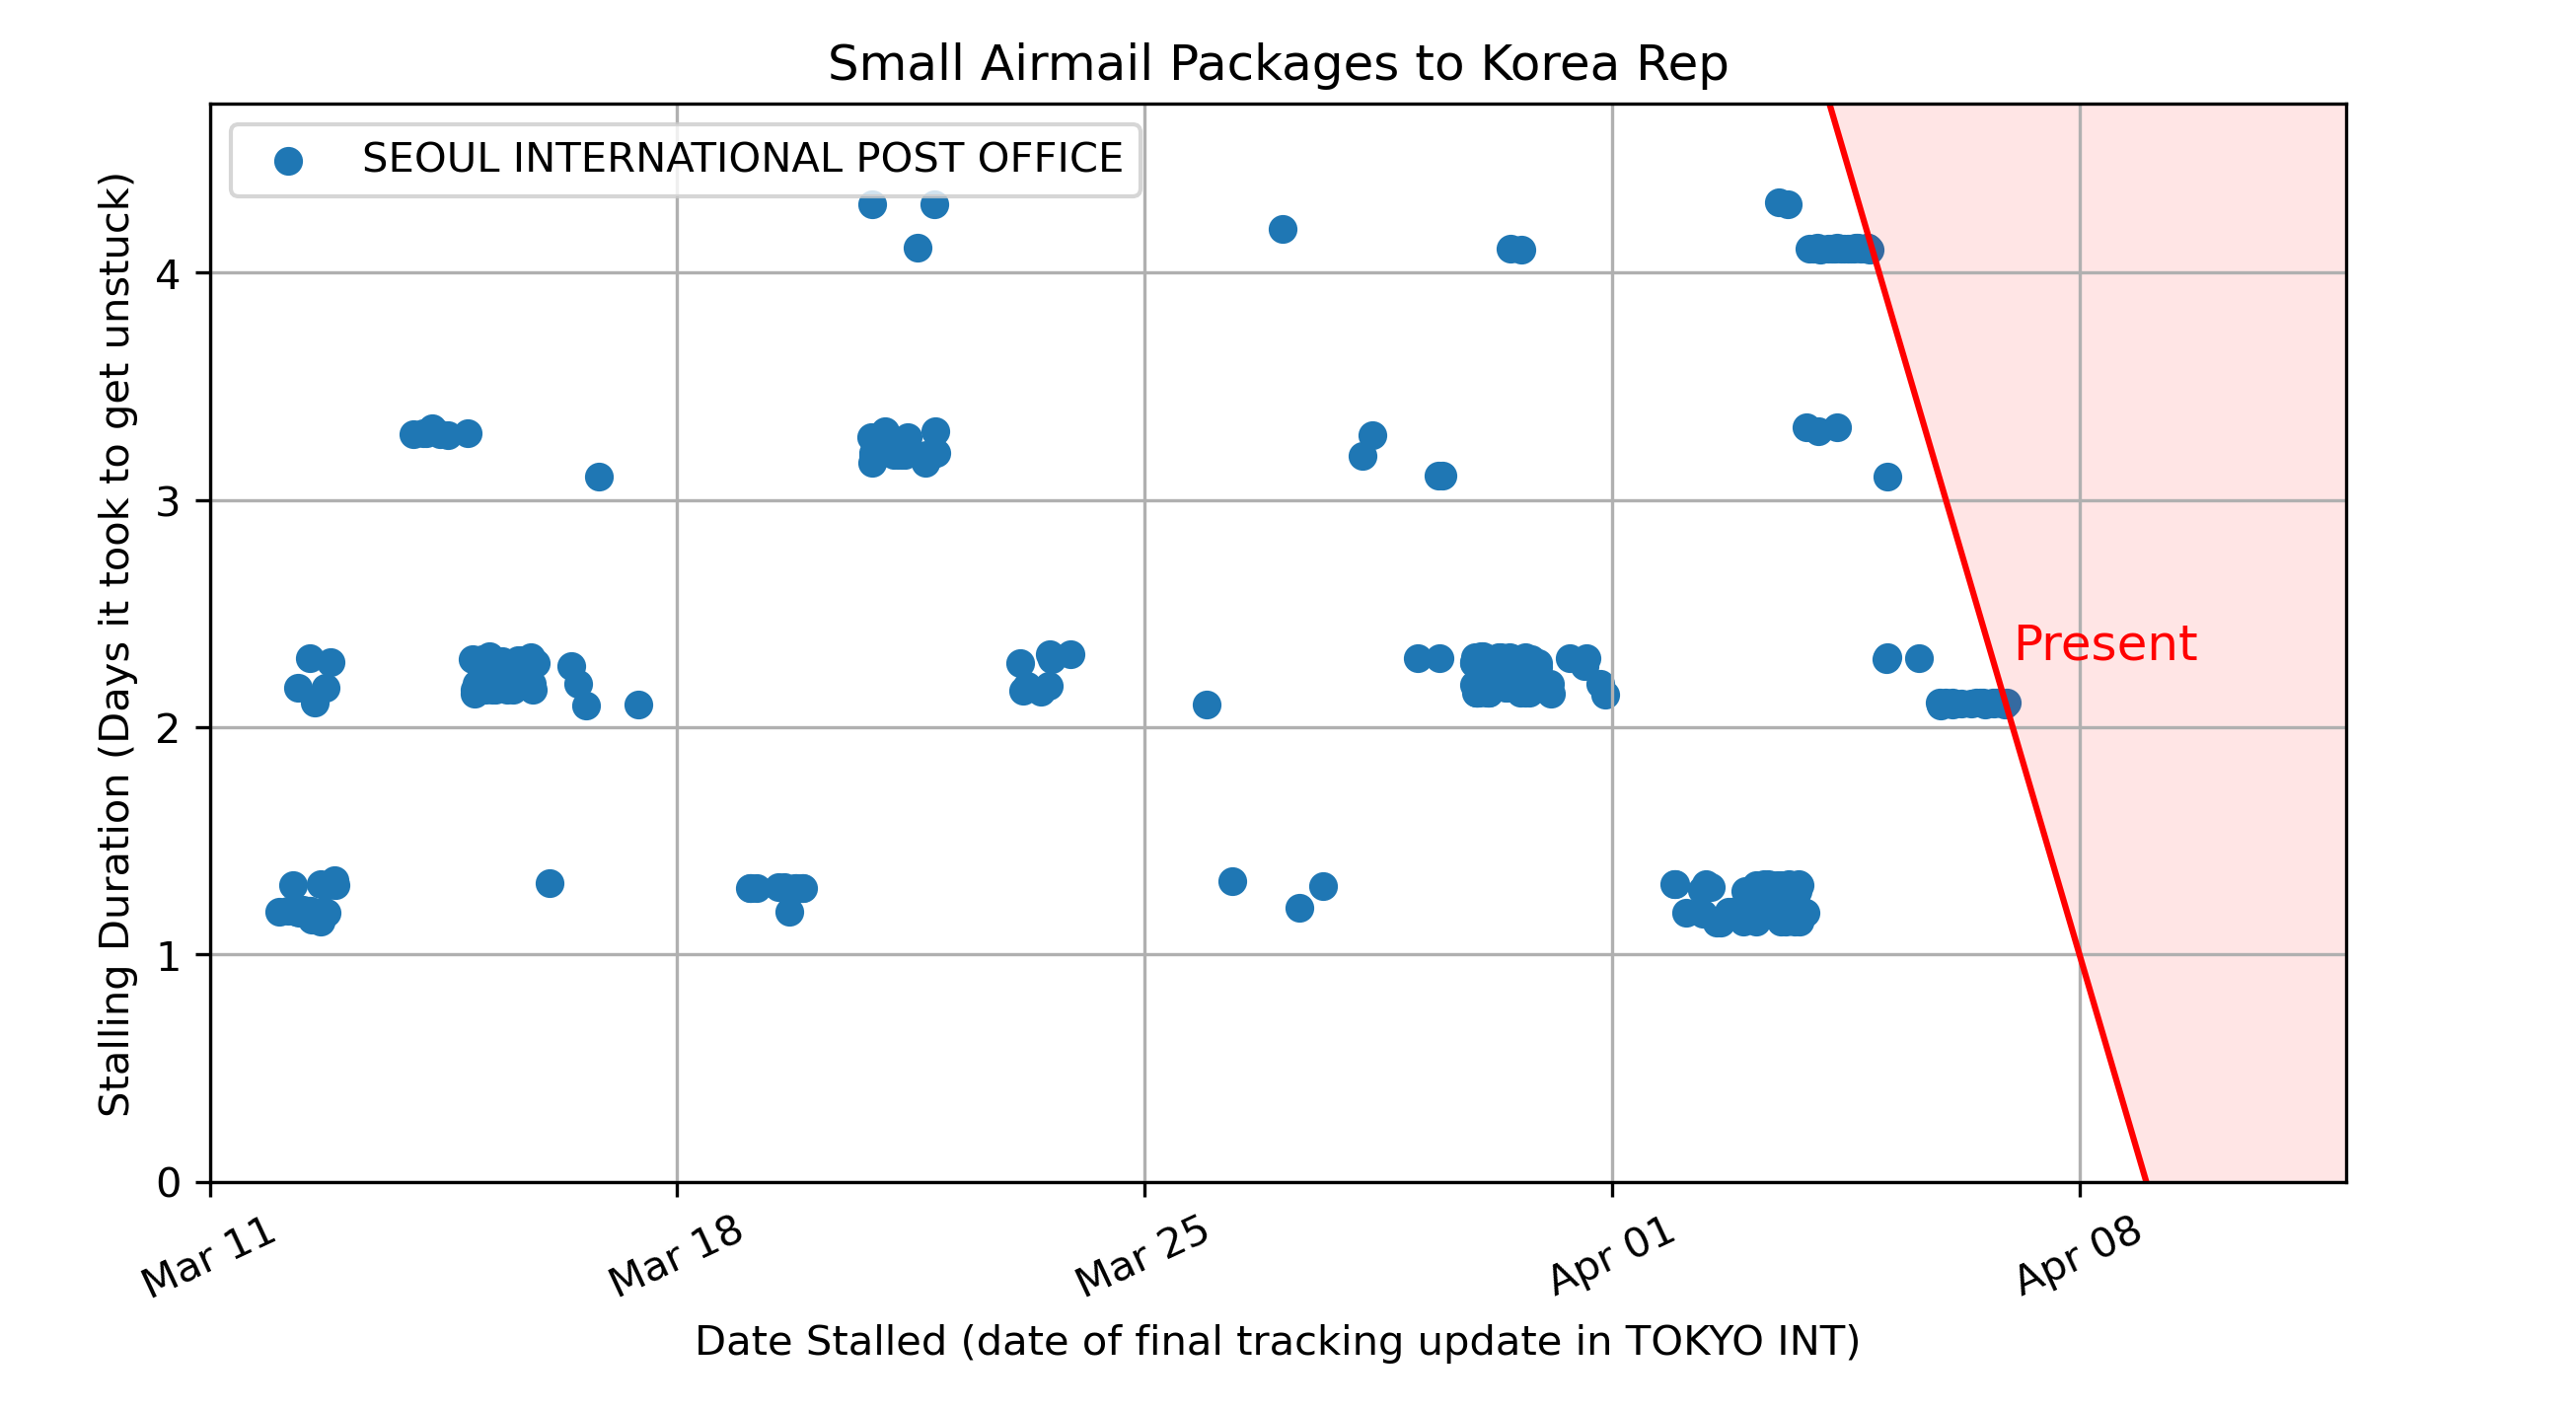 Small Airmail Packages to Korea Rep
SEOUL INTERNATIONAL POST OFFICE
Stalling Duration (Days it took to get unstuck)
4
3
2
1
0
Present
Mar 11
Mar 18
Mar 25
Apr 01
Apr 08
Date Stalled (date of final tracking update in TOKYO INT)